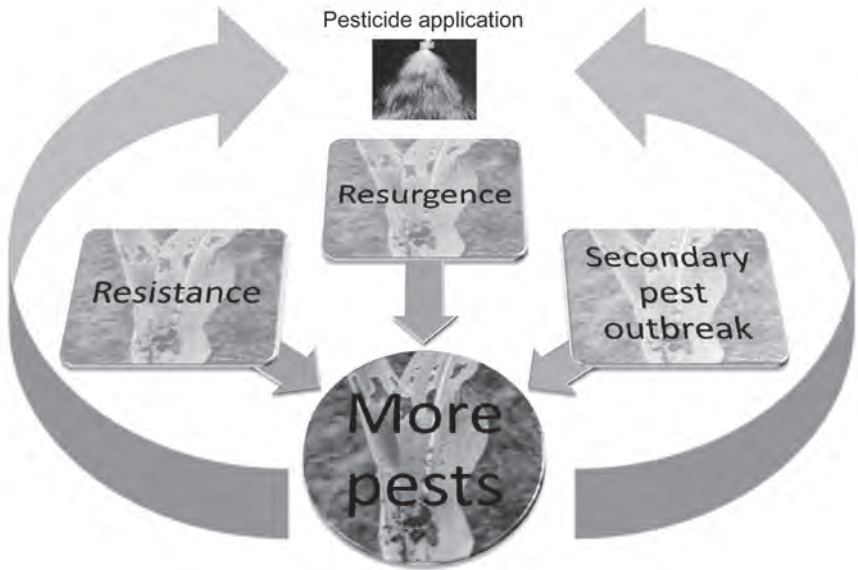 Pesticide application
Resurgence
Resistance
Secondary
pest
outbreak
More
pests